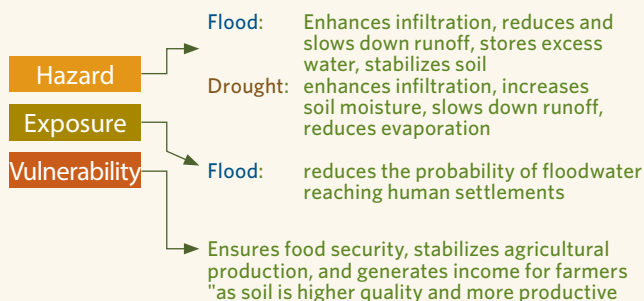 Hazard
Exposure
Vulnerability
Flood: Enhances infiltration, reduces and
slows down runoff, stores excess
water, stabilizes soil
Drought: enhances infiltration, increases
soil moisture, slows down runoff,
reduces evaporation
Flood: reduces the probability of floodwater
reaching human settlements
Ensures food security, stabilizes agricultural
production, and generates income for farmers
"as soil is higher quality and more productive